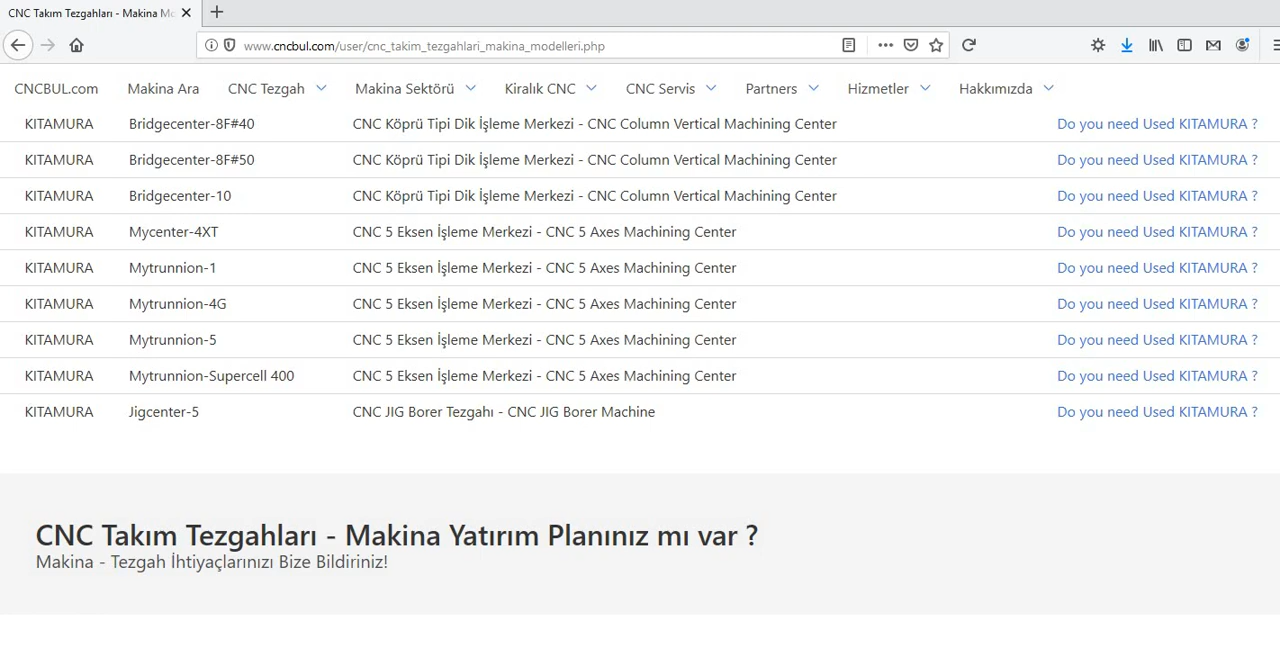 CNC Takım Tezgahları - Makina Mo
www.cncbul.com/user/cnc_takim_tezgahlari_makina_modelleri.php
CNCBUL.com Makina Ara CNC Tezgah Makina Sektörü Kiralık CNC CNC Servis Partners Hizmetler Hakkımızda
KITAMURA Bridgecenter-8F#40 CNC Köprü Tipi Dik İşleme Merkezi - CNC Column Vertical Machining Center Do you need Used KITAMURA ?
KITAMURA Bridgecenter-8F#50 CNC Köprü Tipi Dik İşleme Merkezi - CNC Column Vertical Machining Center Do you need Used KITAMURA ?
KITAMURA Bridgecenter-10 CNC Köprü Tipi Dik İşleme Merkezi - CNC Column Vertical Machining Center Do you need Used KITAMURA ?
KITAMURA Mycenter-4XT CNC 5 Eksen İşleme Merkezi - CNC 5 Axes Machining Center Do you need Used KITAMURA ?
KITAMURA Mytrunnion-1 CNC 5 Eksen İşleme Merkezi - CNC 5 Axes Machining Center Do you need Used KITAMURA ?
KITAMURA Mytrunnion-4G CNC 5 Eksen İşleme Merkezi - CNC 5 Axes Machining Center Do you need Used KITAMURA ?
KITAMURA Mytrunnion-5 CNC 5 Eksen İşleme Merkezi - CNC 5 Axes Machining Center Do you need Used KITAMURA ?
KITAMURA Mytrunnion-Supercell 400 CNC 5 Eksen İşleme Merkezi - CNC 5 Axes Machining Center Do you need Used KITAMURA ?
KITAMURA Jigcenter-5 CNC JIG Borer Tezgahı - CNC JIG Borer Machine Do you need Used KITAMURA ?
CNC Takım Tezgahları - Makina Yatırım Planınız mı var ?
Makina - Tezgah İhtiyaçlarınızı Bize Bildiriniz!